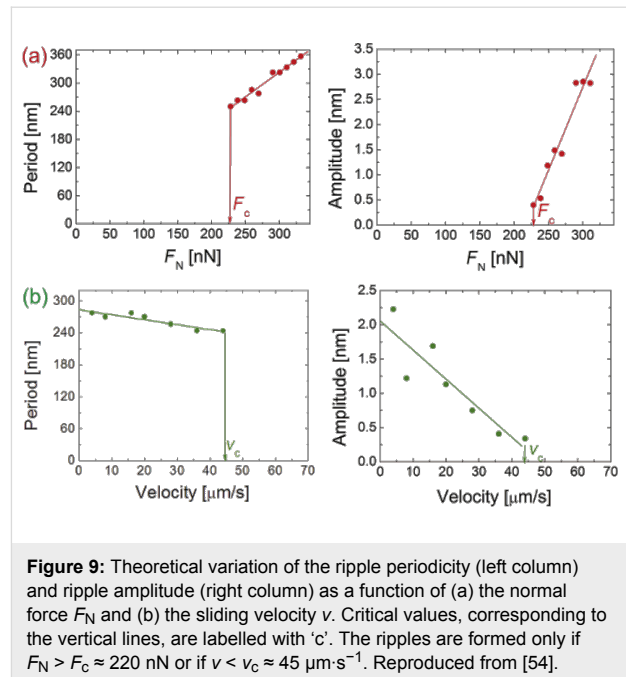 (a)
Period [nm]
360
300
240
180
120
60
0
0 50 100 150 200 250 300
F_N [nN]
F_c
Amplitude [nm]
3.5
3.0
2.5
2.0
1.5
1.0
0.5
0.0
0 50 100 150 200 250 300
F_N [nN]
F_c
(b)
Period [nm]
300
240
180
120
60
0
0 10 20 30 40 50 60 70
Velocity [μm/s]
v_c
Amplitude [nm]
2.5
2.0
1.5
1.0
0.5
0.0
0 10 20 30 40 50 60 70
Velocity [μm/s]
v_c
Figure 9: Theoretical variation of the ripple periodicity (left column)
and ripple amplitude (right column) as a function of (a) the normal
force F_N and (b) the sliding velocity v. Critical values, corresponding to
the vertical lines, are labelled with ‘c’. The ripples are formed only if
F_N > F_c ≈ 220 nN or if v < v_c ≈ 45 μm·s⁻¹. Reproduced from [54].